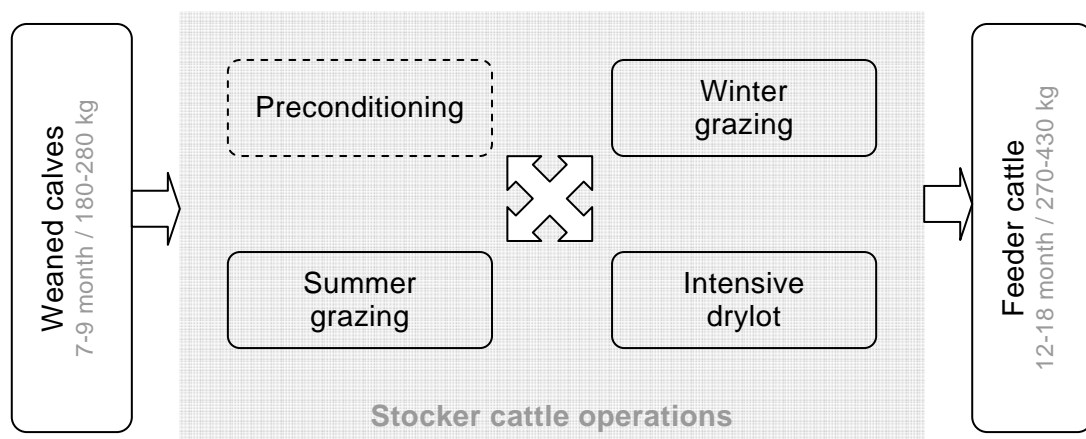 Weaned calves
7-9 month / 180-280 kg
Preconditioning
Winter
grazing
Summer
grazing
Intensive
drylot
Stocker cattle operations
Feeder cattle
12-18 month / 270-430 kg